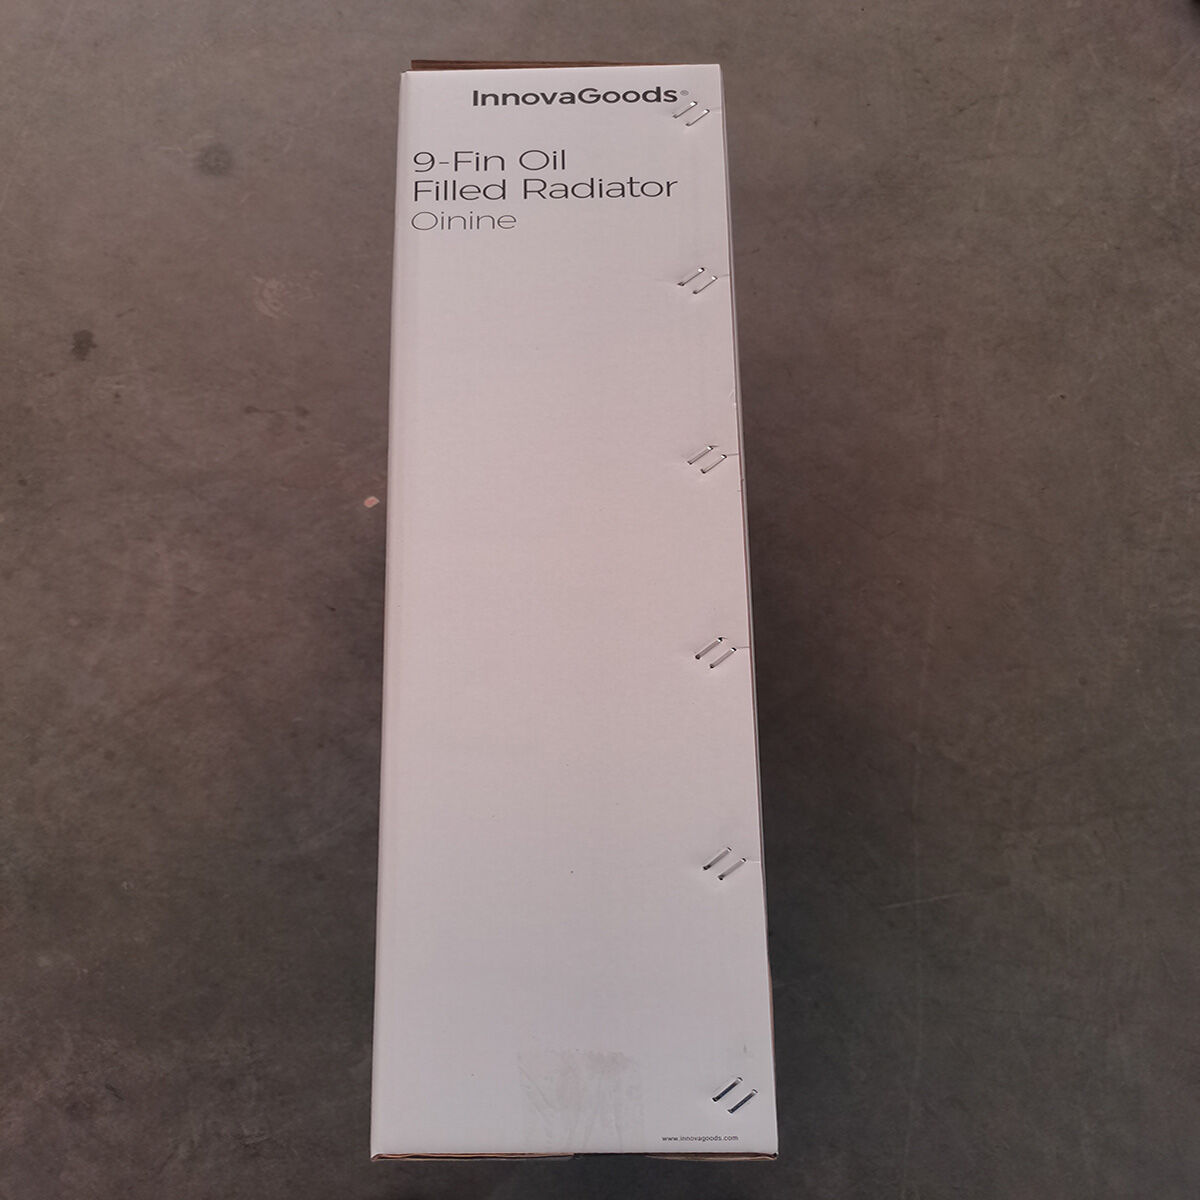 InnovaGoods®
9-Fin Oil
Filled Radiator
Oinine
www.innovagoods.com